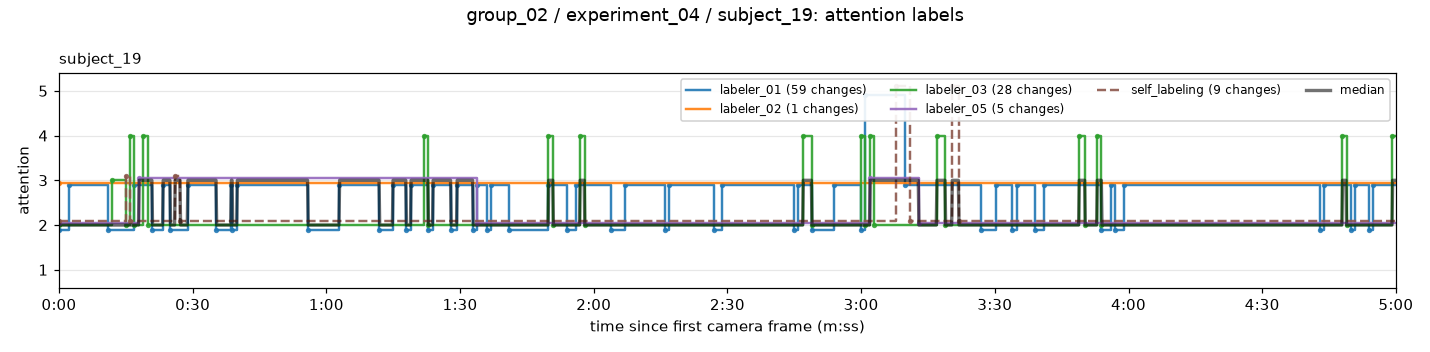 group_02 / experiment_04 / subject_19: attention labels
subject_19
labeler_01 (59 changes)
labeler_02 (1 changes)
labeler_03 (28 changes)
labeler_05 (5 changes)
self_labeling (9 changes)
median
attention
5
4
3
2
1
0:00 0:30 1:00 1:30 2:00 2:30 3:00 3:30 4:00 4:30 5:00
time since first camera frame (m:ss)